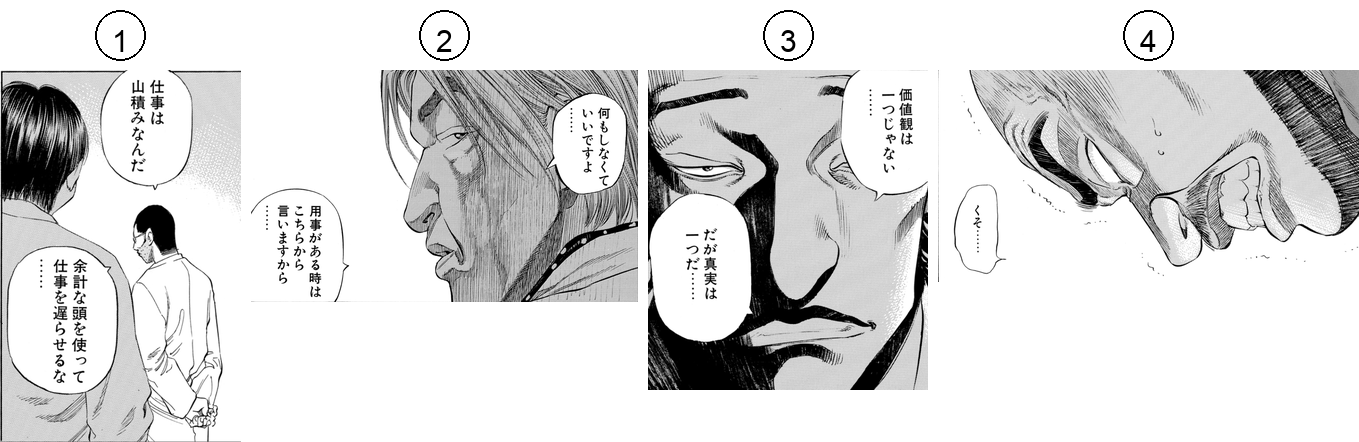 1
仕事は
山積みなんだ
余計な頭を使って
仕事を遅らせるな
……
2
何もしなくて
いいですよ
……
用事がある時は
こちらから
言いますから
……
3
価値観は
一つじゃない
……
だが真実は
一つだ……
4
くそ……